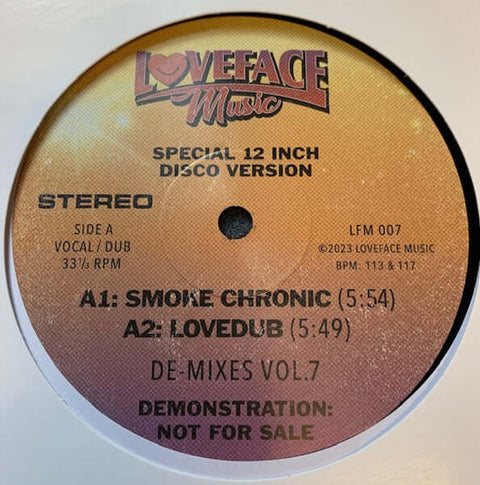 LOVEFACE
Music
SPECIAL 12 INCH
DISCO VERSION
STEREO
SIDE A
VOCAL / DUB
33⅓ RPM
LFM 007
©2023 LOVEFACE MUSIC
BPM: 113 & 117
A1: SMOKE CHRONIC (5:54)
A2: LOVEDUB (5:49)
DE-MIXES VOL.7
DEMONSTRATION:
NOT FOR SALE